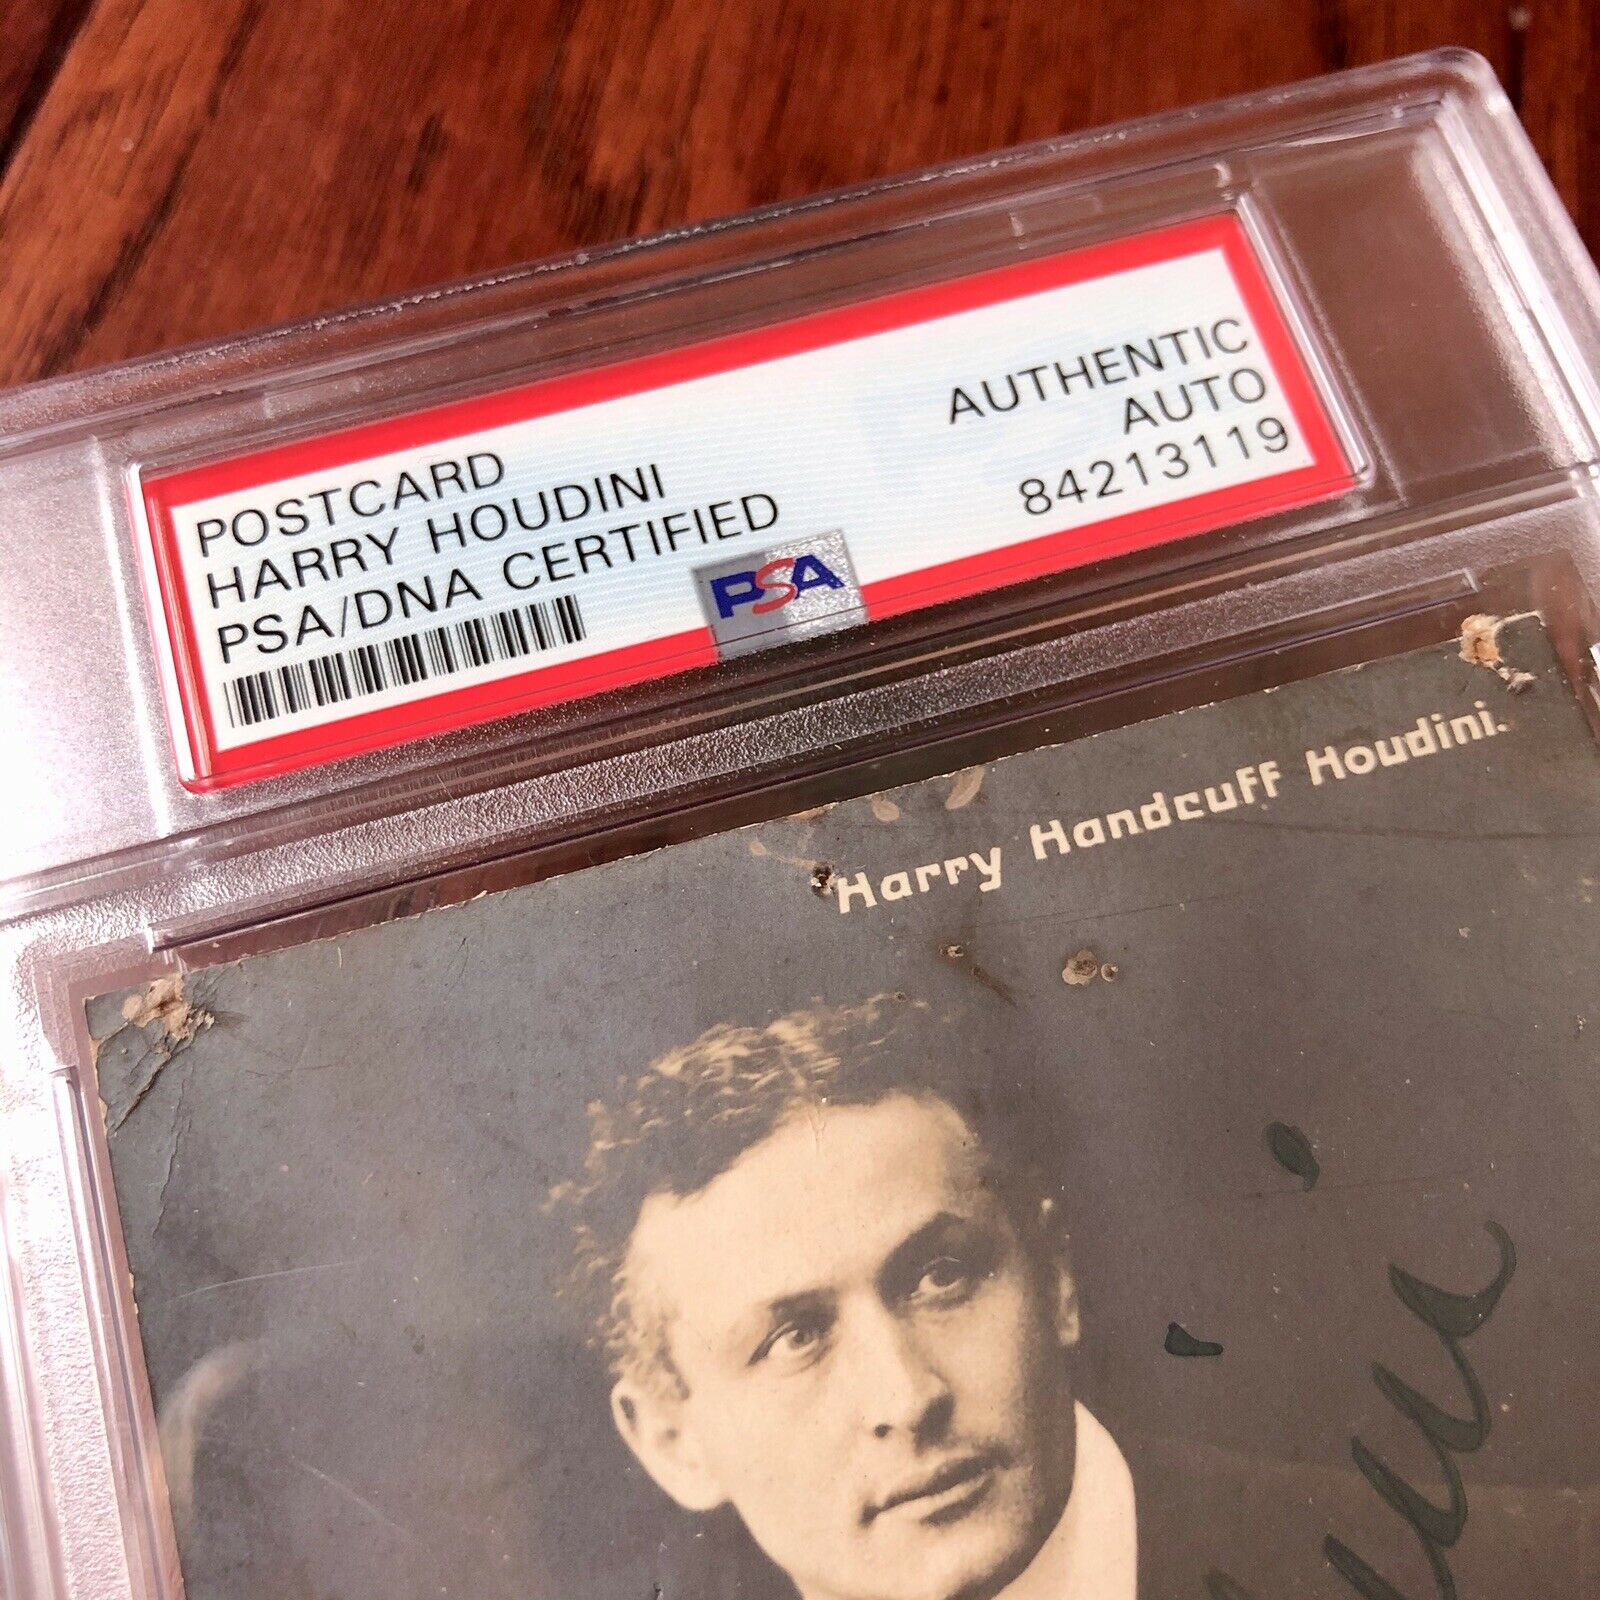 POSTCARD
HARRY HOUDINI
PSA/DNA CERTIFIED
AUTHENTIC
AUTO
84213119
PSA
Harry Handcuff Houdini.